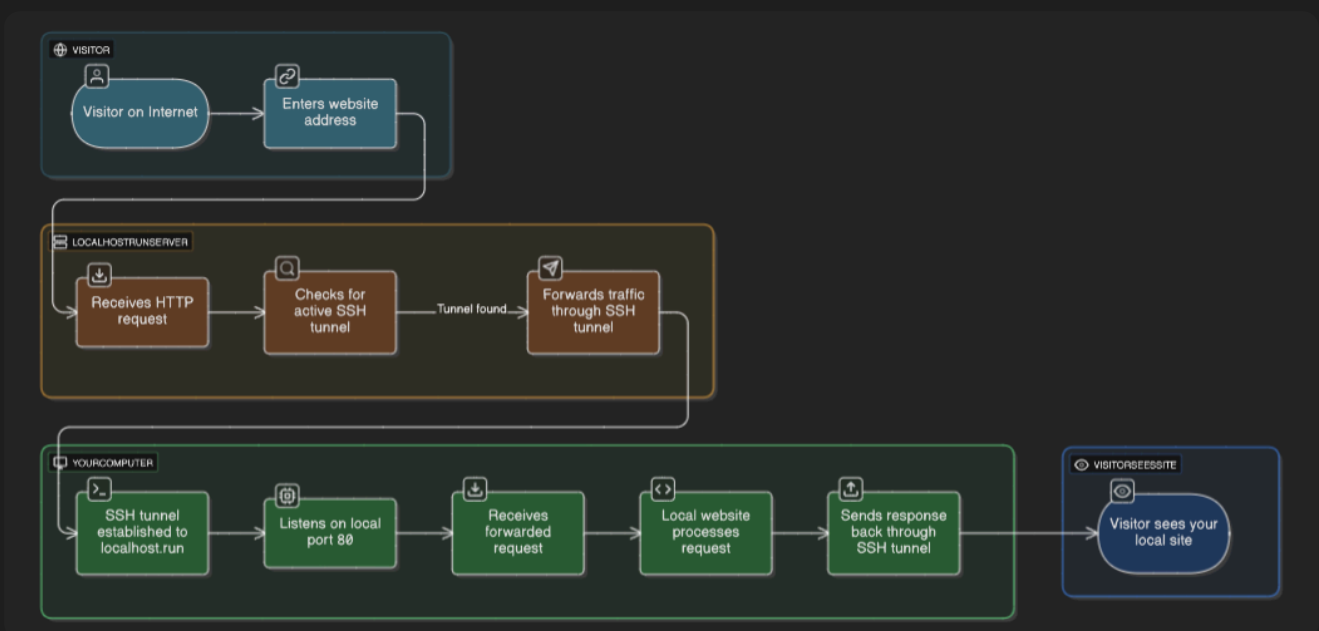 VISITOR
Visitor on Internet
Enters website
address
LOCALHOSTRUNSERVER
Receives HTTP
request
Checks for
active SSH
tunnel
Tunnel found
Forwards traffic
through SSH
tunnel
YOURCOMPUTER
SSH tunnel
established to
localhost.run
Listens on local
port 80
Receives
forwarded
request
Local website
processes
request
Sends response
back through
SSH tunnel
VISITORSEESSITE
Visitor sees your
local site